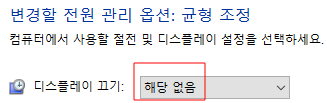 변경할 전원 관리 옵션: 균형 조정
컴퓨터에서 사용할 절전 및 디스플레이 설정을 선택하세요.
디스플레이 끄기: 해당 없음